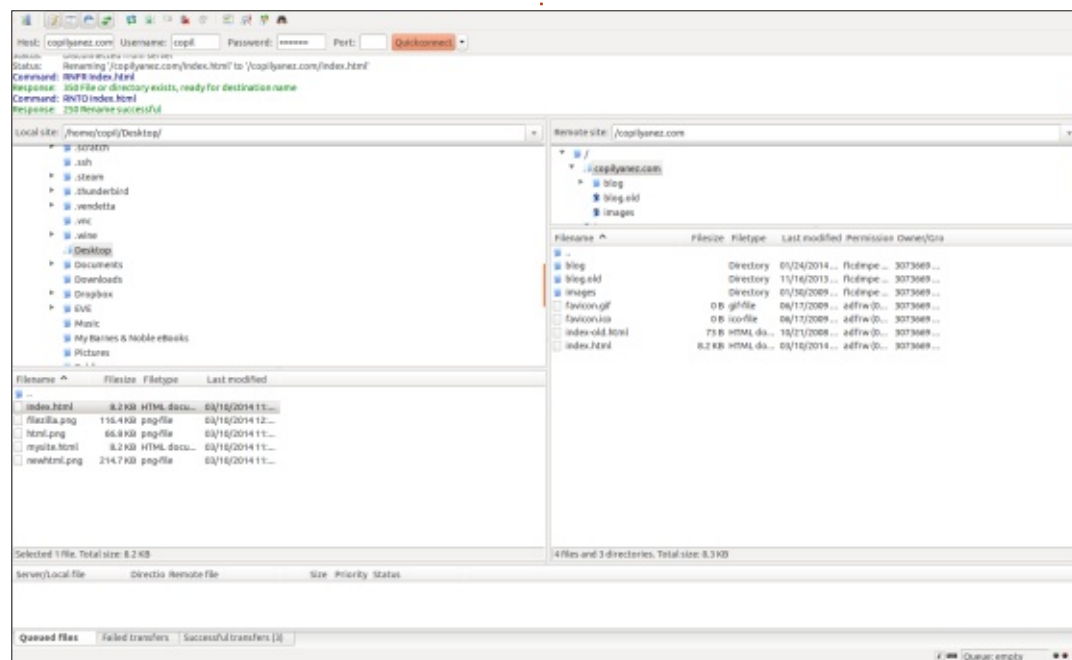 Host: copilyanez.com Username: copil Password: •••••• Port: Quickconnect
Status: Disconnected from server
Status: Renaming '/copilyanez.com/Index.html' to '/copilyanez.com/index.html'
Command: RNFR Index.html
Response: 350 File or directory exists, ready for destination name
Command: RNTO index.html
Response: 250 Rename successful
Local site: /home/copil/Desktop/
.scratch
.ssh
.steam
.thunderbird
.vendetta
.vnc
.wine
Desktop
Documents
Downloads
Dropbox
EVE
Music
My Barnes & Noble eBooks
Pictures
Filename Filesize Filetype Last modified
..
index.html 8.2 KB HTML docu... 03/10/2014 11:...
filezilla.png 116.4 KB png-file 03/10/2014 12:...
html.png 66.8 KB png-file 03/10/2014 11:...
mysite.html 8.2 KB HTML docu... 03/10/2014 11:...
newhtml.png 214.7 KB png-file 03/10/2014 11:...
Selected 1 file. Total size: 8.2 KB
Remote site: /copilyanez.com
/
copilyanez.com
blog
blog.old
images
Filename Filesize Filetype Last modified Permission Owner/Gro
..
blog Directory 01/24/2014... flcdmpe... 3073669...
blog.old Directory 11/16/2013... flcdmpe... 3073669...
images Directory 01/30/2009... flcdmpe... 3073669...
favicon.gif 0 B gif-file 06/17/2009... adfrw (0... 3073669...
favicon.ico 0 B ico-file 06/17/2009... adfrw (0... 3073669...
index-old.html 73 B HTML do... 10/21/2008... adfrw (0... 3073669...
index.html 8.2 KB HTML do... 03/10/2014... adfrw (0... 3073669...
4 files and 3 directories. Total size: 8.3 KB
Server/Local file Directio Remote file Size Priority Status
Queued files Failed transfers Successful transfers (3)
Queue: empty